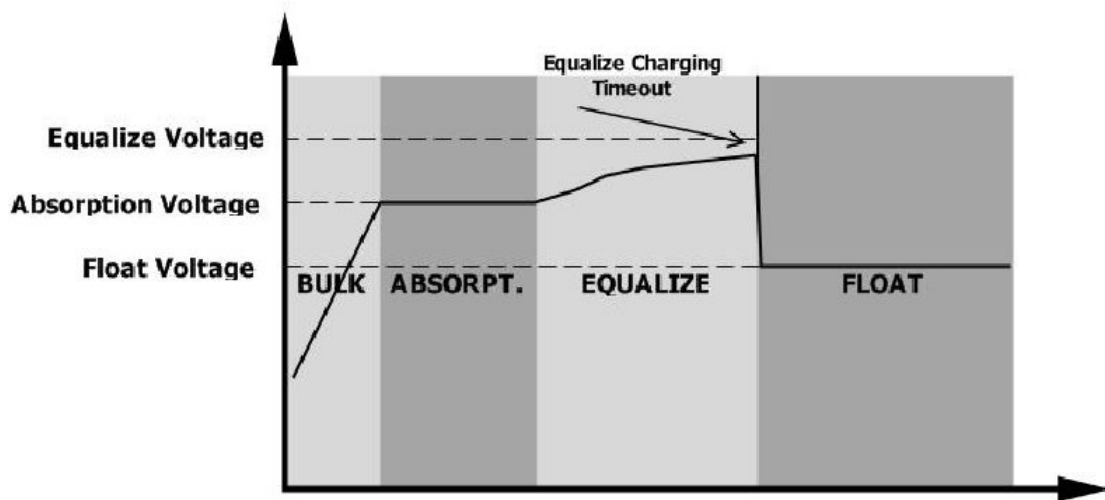 Equalize Charging
Timeout
Equalize Voltage
Absorption Voltage
Float Voltage
BULK
ABSORPT.
EQUALIZE
FLOAT